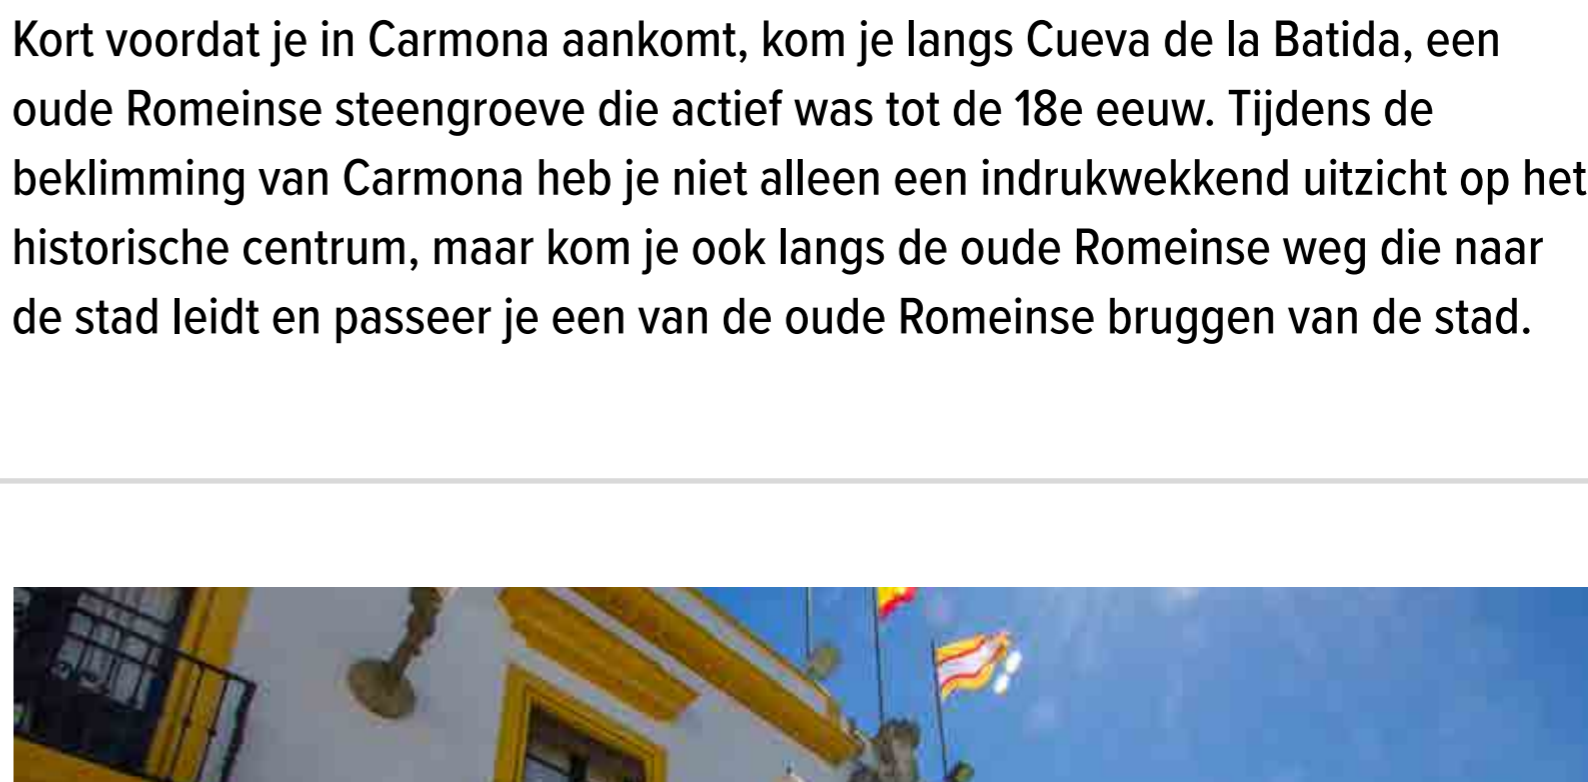 Kort voordat je in Carmona aankomt, kom je langs Cueva de la Batida, een
oude Romeinse steengroeve die actief was tot de 18e eeuw. Tijdens de
beklimming van Carmona heb je niet alleen een indrukwekkend uitzicht op het
historische centrum, maar kom je ook langs de oude Romeinse weg die naar
de stad leidt en passeer je een van de oude Romeinse bruggen van de stad.